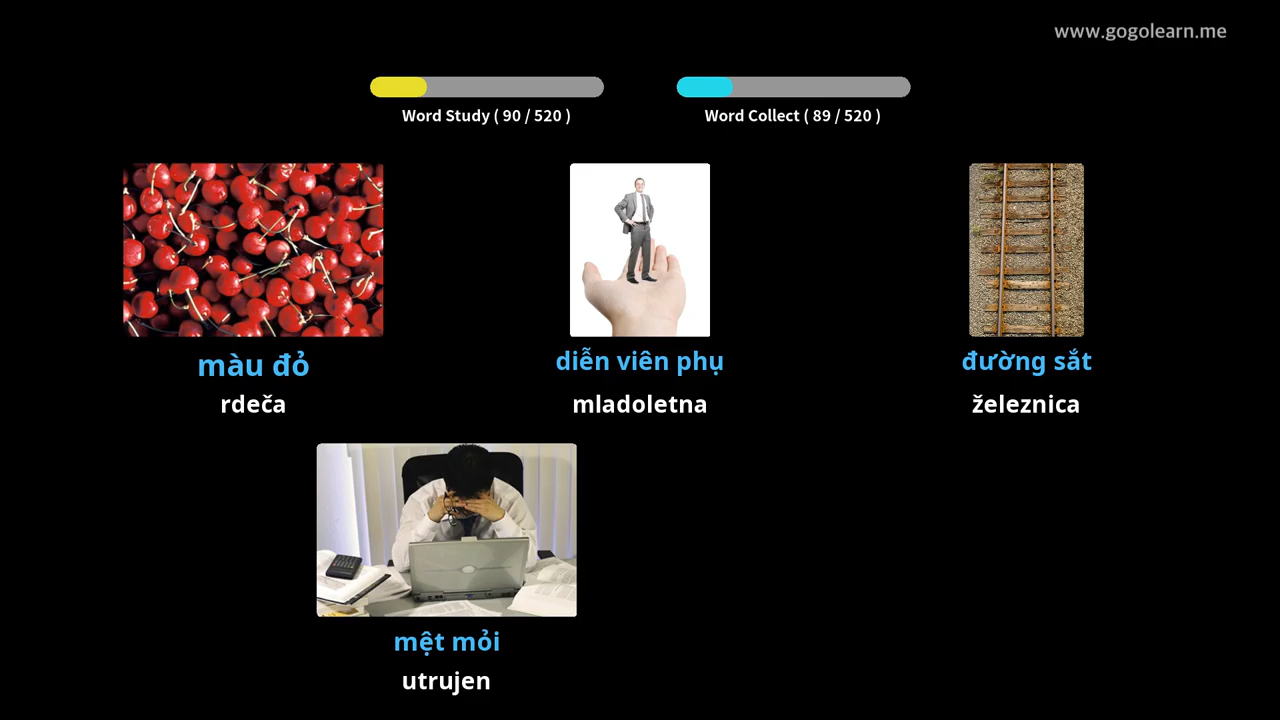 www.gogolearn.me
Word Study ( 90 / 520 )
Word Collect ( 89 / 520 )
màu đỏ
diễn viên phụ
đường sắt
rdeča
mladoletna
železnica
mệt mỏi
utrujen